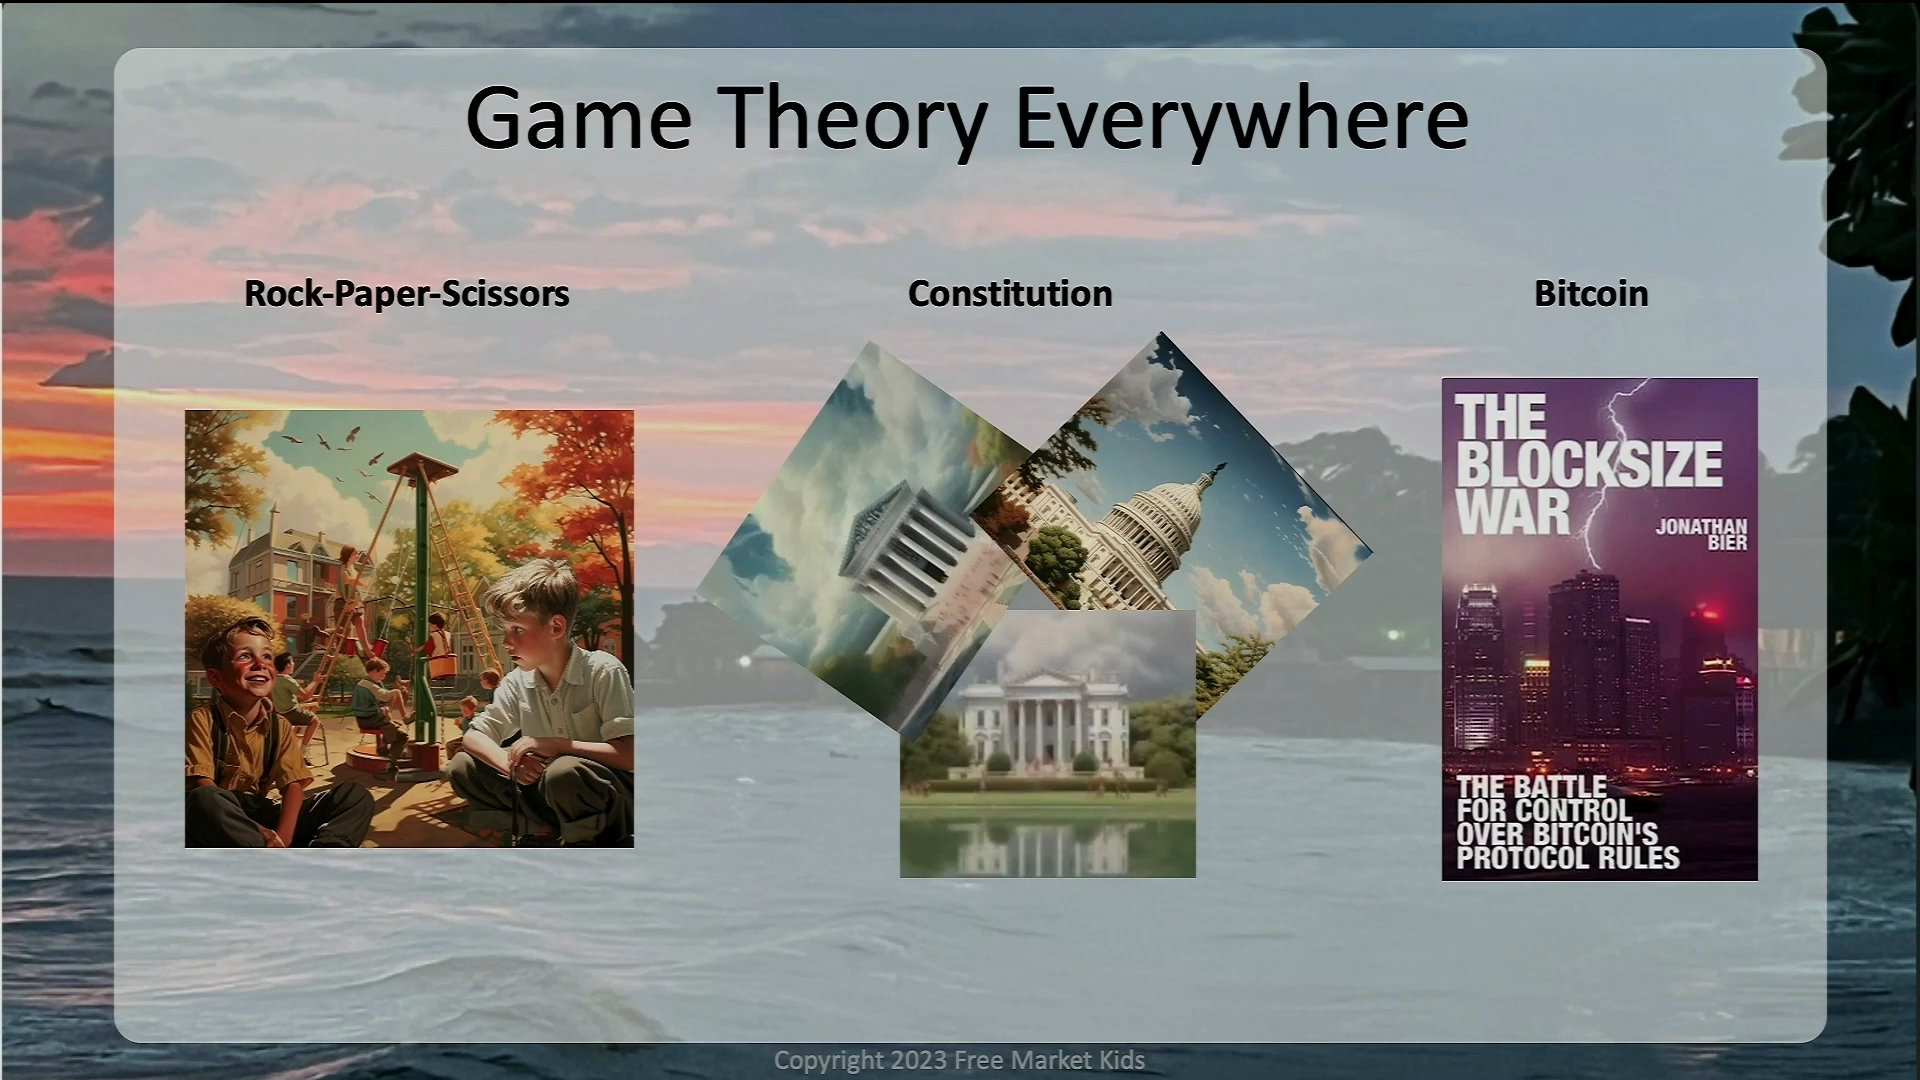 Game Theory Everywhere
Rock-Paper-Scissors
Constitution
Bitcoin
THE
BLOCKSIZE
WAR
JONATHAN
BIER
THE BATTLE
FOR CONTROL
OVER BITCOIN'S
PROTOCOL RULES
Copyright 2023 Free Market Kids